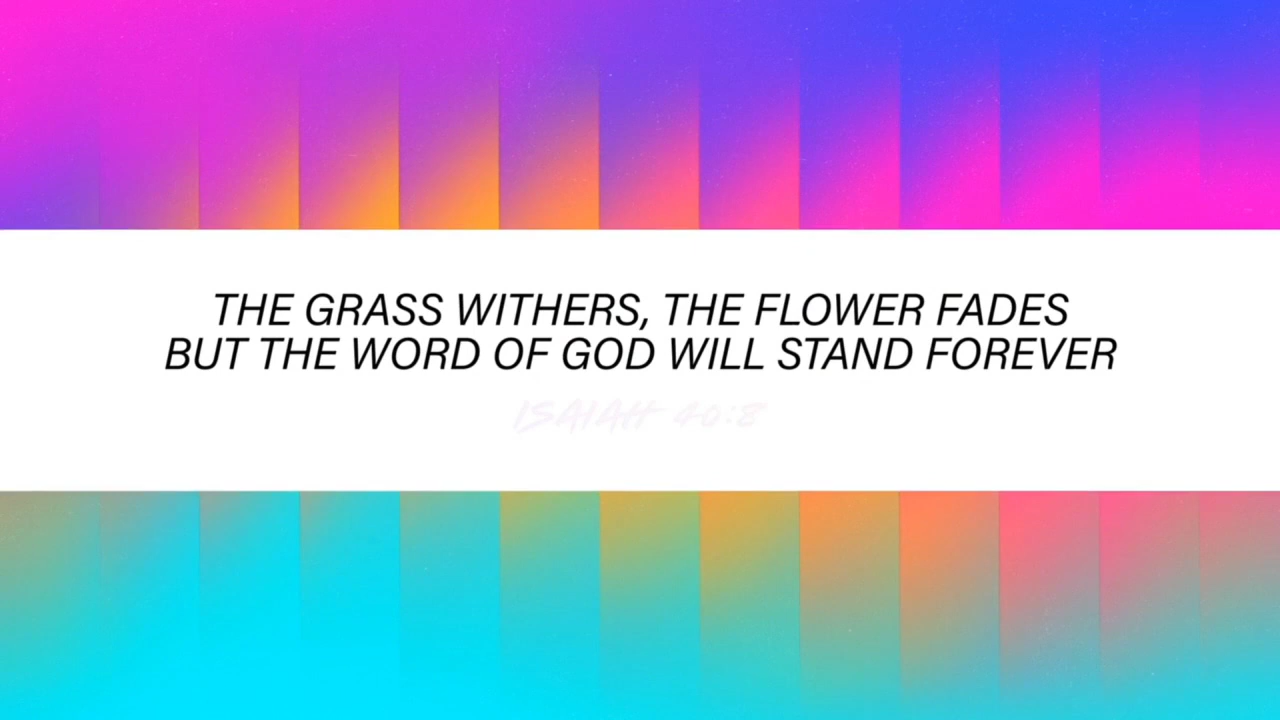 THE GRASS WITHERS, THE FLOWER FADES
BUT THE WORD OF GOD WILL STAND FOREVER
ISAIAH 40:8